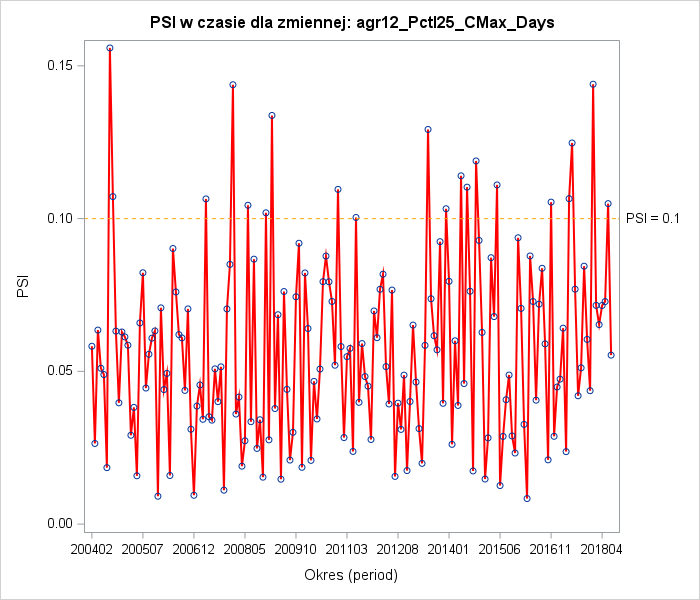 PSI w czasie dla zmiennej: agr12_Pctl25_CMax_Days
0.15
0.10
0.05
0.00
PSI
PSI = 0.1
200402 200507 200612 200805 200910 201103 201208 201401 201506 201611 201804
Okres (period)